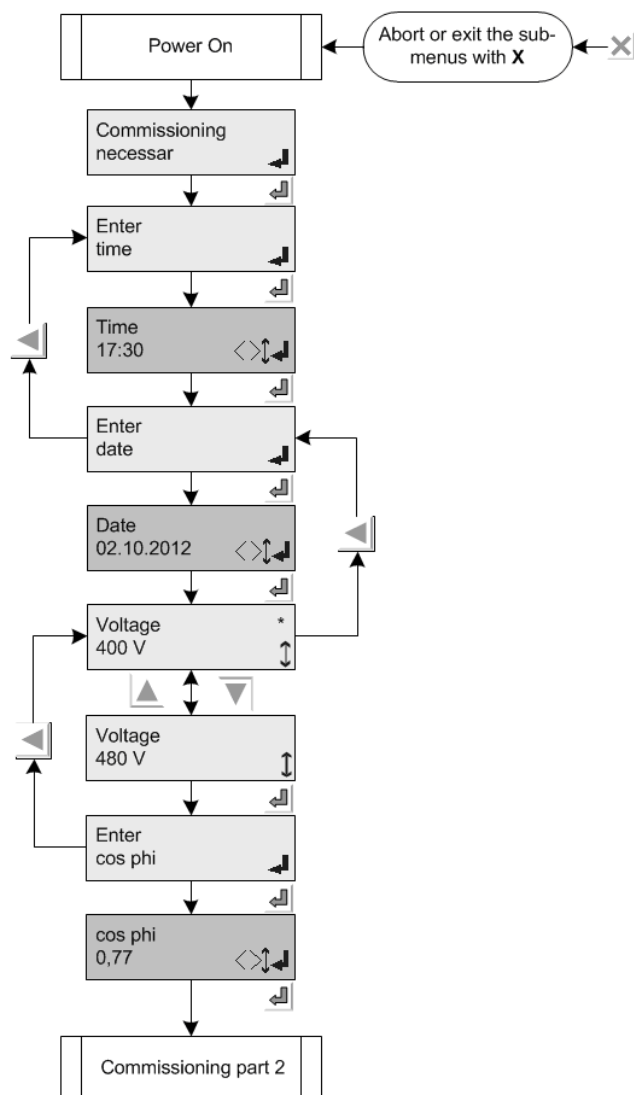 Power On
Abort or exit the sub-
menus with X
Commissioning
necessar
Enter
time
Time
17:30
Enter
date
Date
02.10.2012
Voltage *
400 V
Voltage
480 V
Enter
cos phi
cos phi
0,77
Commissioning part 2